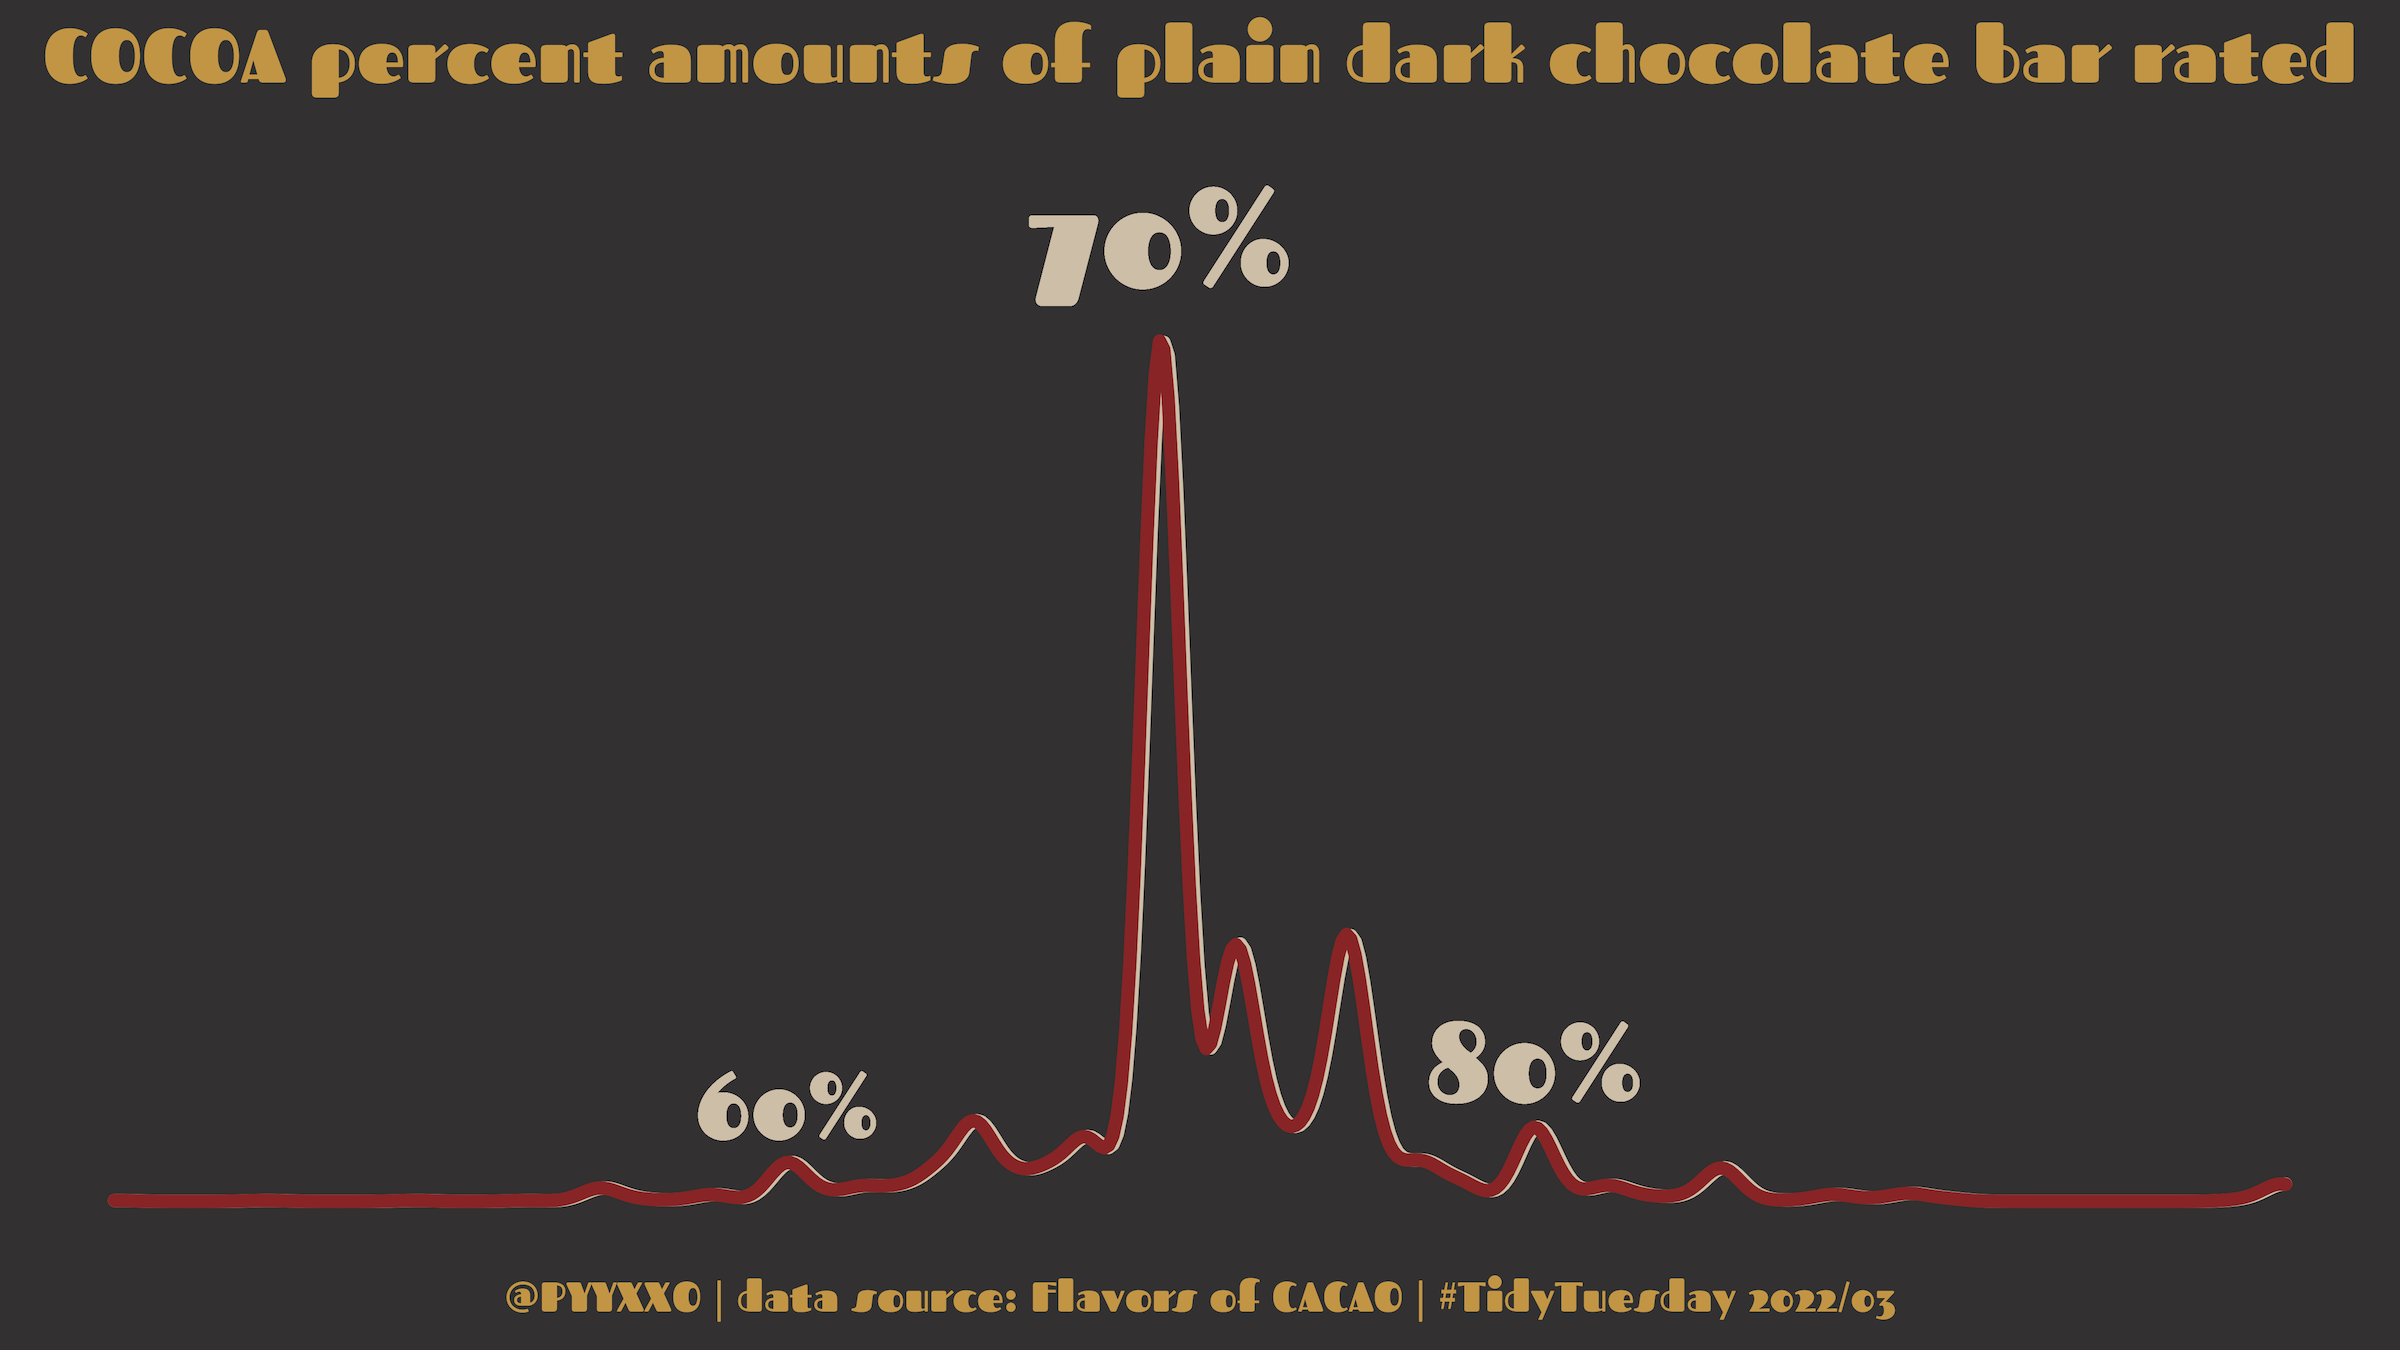 COCOA percent amounts of plain dark chocolate bar rated
70%
60%
80%
@PYYXXO | data source: Flavors of CACAO | #TidyTuesday 2022/03